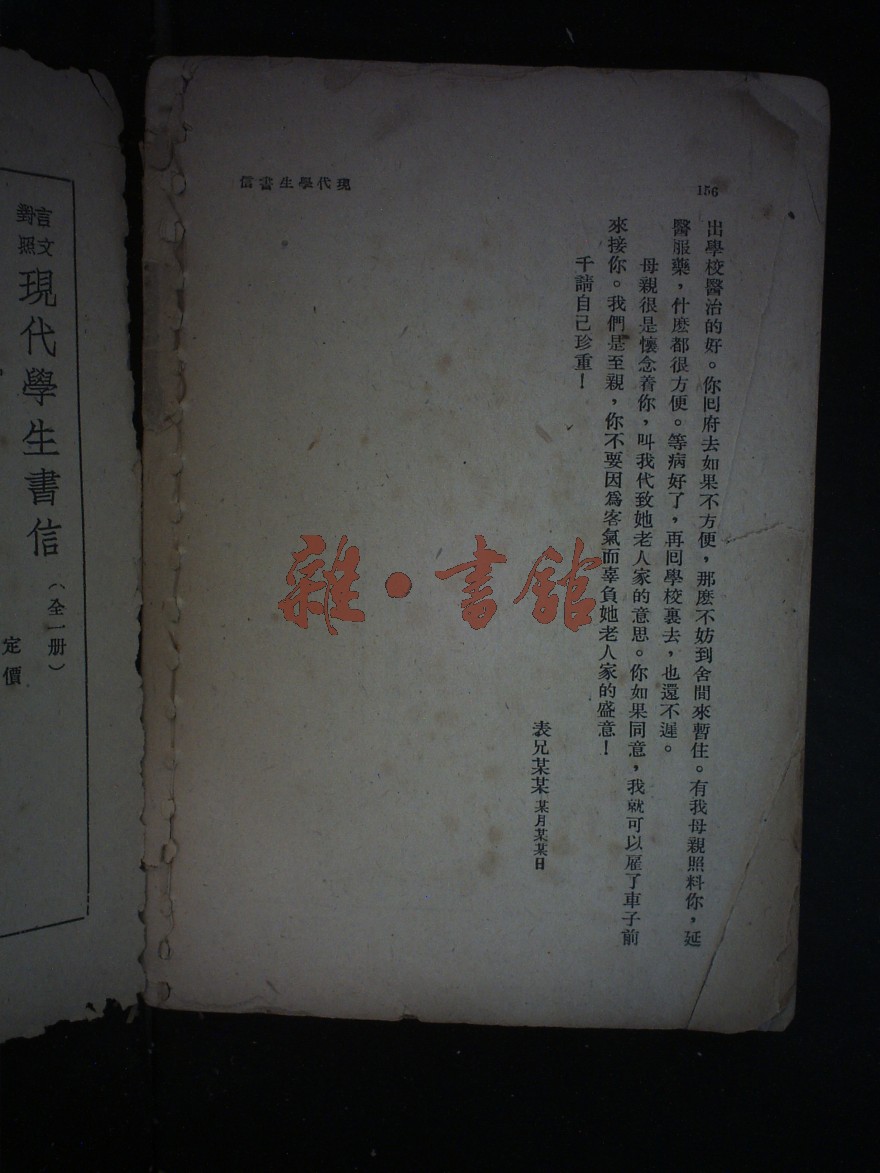 156
現代學生書信
出學校醫治的好。你囘府去如果不方便，那麽不妨到舍間來暫住。有我母親照料你，延
醫服藥，什麽都很方便。等病好了，再囘學校裏去，也還不遲。
母親很是懷念着你，叫我代致她老人家的意思。你如果同意，我就可以雇了車子前
來接你。我們是至親，你不要因爲客氣而辜負她老人家的盛意！
千請自己珍重！
表兄某某 某月某某日
雜·書館
言文
對照
現代學生書信（全一册）
定價